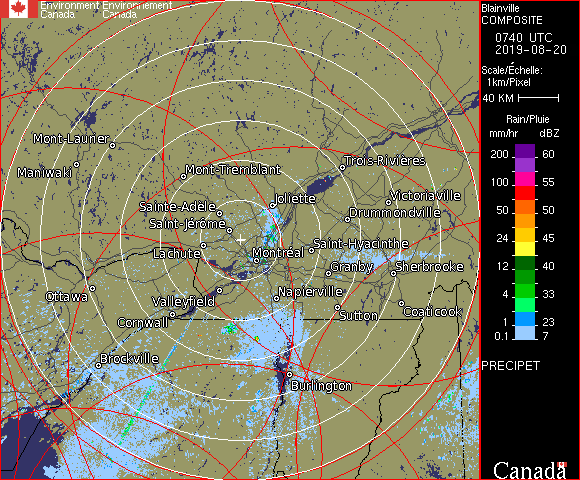 Environment Environnement
Canada Canada
Blainville
COMPOSITE
0740 UTC
2019-08-20
Scale/Échelle:
1km/Pixel
40 KM
Rain/Pluie
mm/hr dBZ
200 60
150 57
100 55
50 50
24 45
12 40
4 33
1 23
0.1 7
PRECIPET
Canada
Mont-Laurier
Maniwaki
Mont-Tremblant
Trois-Rivières
Sainte-Adèle
Joliette
Victoriaville
Drummondville
Saint-Jérôme
Saint-Hyacinthe
Lachute
Montréal
Granby
Sherbrooke
Ottawa
Valleyfield
Napierville
Cornwall
Sutton
Coaticook
Brockville
Burlington